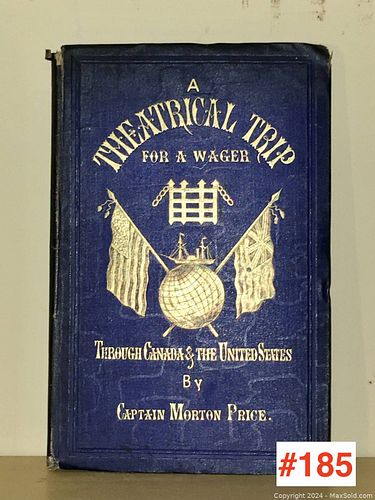 A
THEATRICAL TRIP
FOR A WAGER
THROUGH CANADA & THE UNITED STATES
BY
CAPTAIN MORTON PRICE.
#185
Copyright 2024 - MaxSold.com